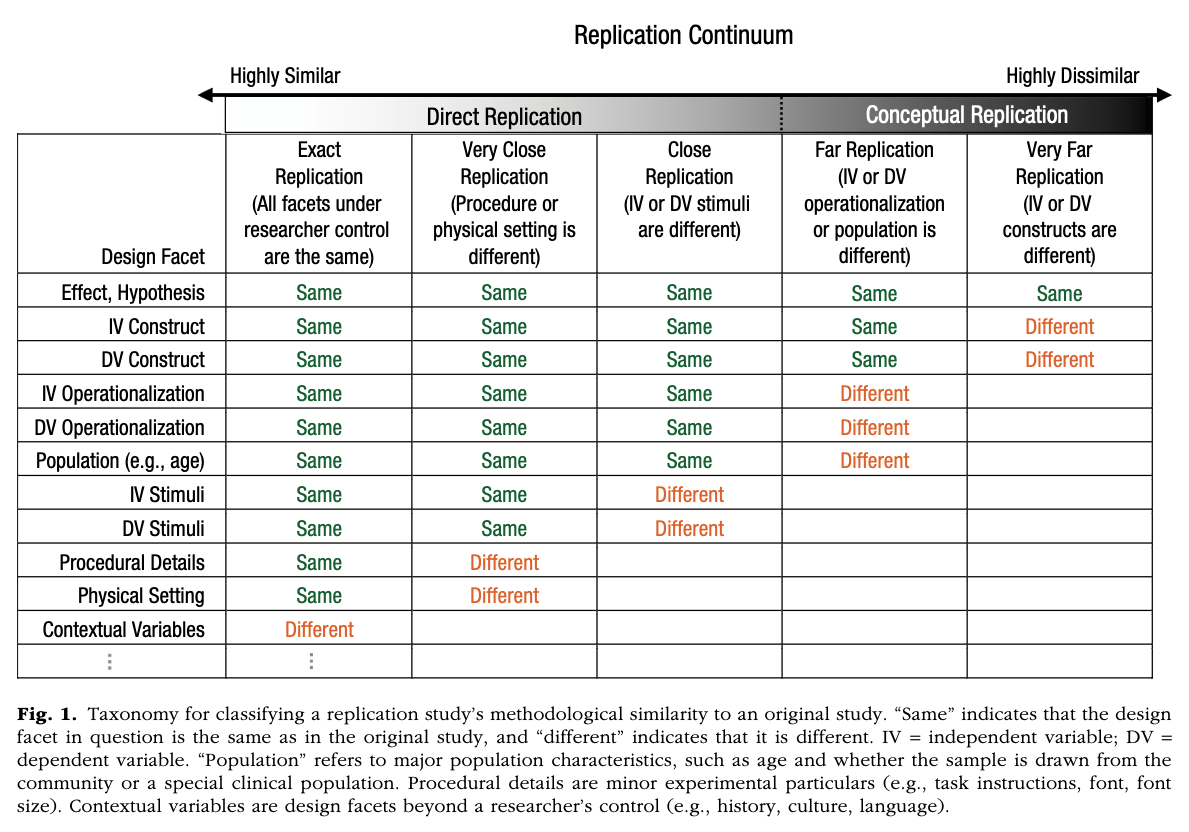 Replication Continuum
Highly Similar
Highly Dissimilar
Direct Replication
Conceptual Replication
Design Facet
Exact
Replication
(All facets under
researcher control
are the same)
Very Close
Replication
(Procedure or
physical setting is
different)
Close
Replication
(IV or DV stimuli
are different)
Far Replication
(IV or DV
operationalization
or population is
different)
Very Far
Replication
(IV or DV
constructs are
different)
Effect, Hypothesis Same Same Same Same Same
IV Construct Same Same Same Same Different
DV Construct Same Same Same Same Different
IV Operationalization Same Same Same Different
DV Operationalization Same Same Same Different
Population (e.g., age) Same Same Same Different
IV Stimuli Same Same Different
DV Stimuli Same Same Different
Procedural Details Same Different
Physical Setting Same Different
Contextual Variables Different
⋮ ⋮
Fig. 1. Taxonomy for classifying a replication study’s methodological similarity to an original study. “Same” indicates that the design
facet in question is the same as in the original study, and “different” indicates that it is different. IV = independent variable; DV =
dependent variable. “Population” refers to major population characteristics, such as age and whether the sample is drawn from the
community or a special clinical population. Procedural details are minor experimental particulars (e.g., task instructions, font, font
size). Contextual variables are design facets beyond a researcher’s control (e.g., history, culture, language).